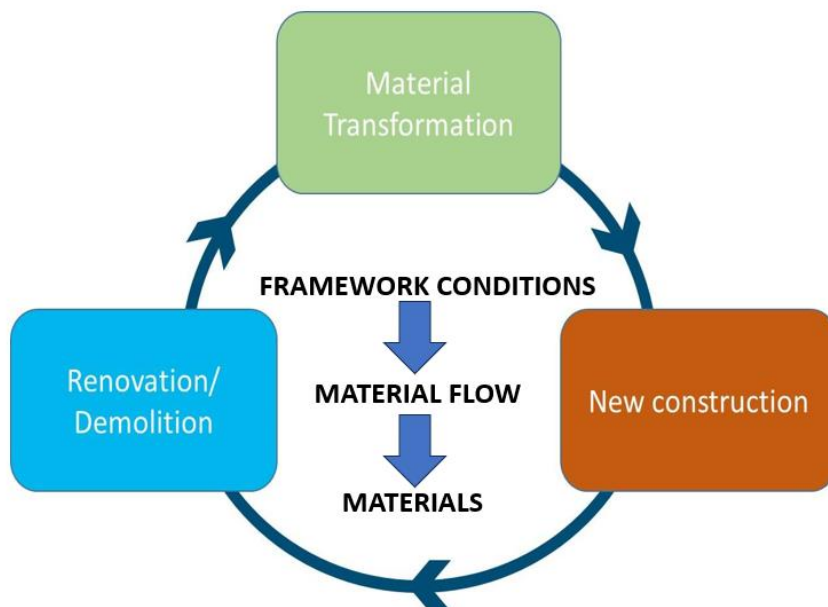 Material
Transformation
FRAMEWORK CONDITIONS
Renovation/
Demolition
MATERIAL FLOW
New construction
MATERIALS